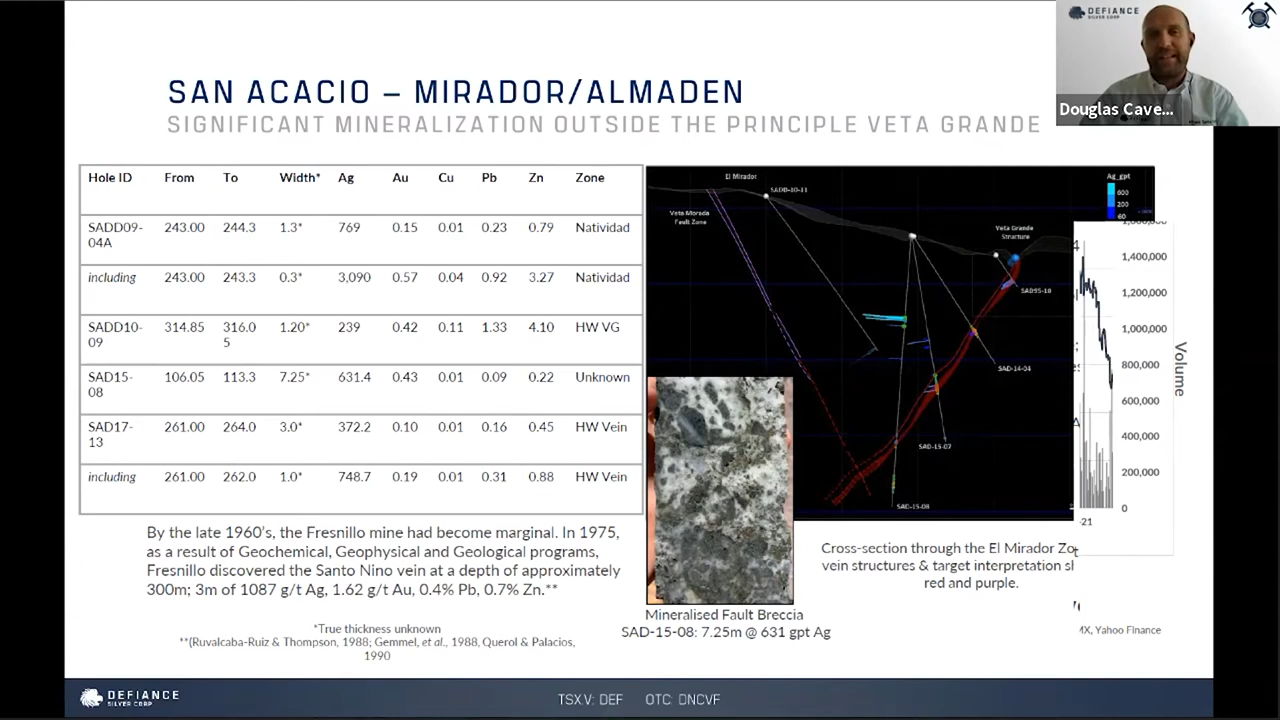 DEFIANCE
SILVER CORP
Douglas Cave...
SAN ACACIO – MIRADOR/ALMADEN
SIGNIFICANT MINERALIZATION OUTSIDE THE PRINCIPLE VETA GRANDE
Hole ID From To Width* Ag Au Cu Pb Zn Zone
SADD09- 243.00 244.3 1.3* 769 0.15 0.01 0.23 0.79 Natividad
04A
including 243.00 243.3 0.3* 3,090 0.57 0.04 0.92 3.27 Natividad
SADD10- 314.85 316.0 1.20* 239 0.42 0.11 1.33 4.10 HW VG
09 5
SAD15- 106.05 113.3 7.25* 631.4 0.43 0.01 0.09 0.22 Unknown
08
SAD17- 261.00 264.0 3.0* 372.2 0.10 0.01 0.16 0.45 HW Vein
13
including 261.00 262.0 1.0* 748.7 0.19 0.01 0.31 0.88 HW Vein
El Mirador
SADD-10-11
Veta Morada
Fault Zone
Veta Grande
Structure
Ag_gpt
600
200
60
SAD95-10
SAD-14-04
SAD-15-07
SAD-15-08
1,400,000
1,200,000
1,000,000
800,000
600,000
400,000
200,000
0
-21
Volume
By the late 1960's, the Fresnillo mine had become marginal. In 1975,
as a result of Geochemical, Geophysical and Geological programs,
Fresnillo discovered the Santo Nino vein at a depth of approximately
300m; 3m of 1087 g/t Ag, 1.62 g/t Au, 0.4% Pb, 0.7% Zn.**
*True thickness unknown
**(Ruvalcaba-Ruiz & Thompson, 1988; Gemmel, et al., 1988, Querol & Palacios,
1990
Mineralised Fault Breccia
SAD-15-08: 7.25m @ 631 gpt Ag
Cross-section through the El Mirador Zo
vein structures & target interpretation sl
red and purple.
MX, Yahoo Finance
DEFIANCE
SILVER CORP
TSX.V: DEF OTC: DNCVF